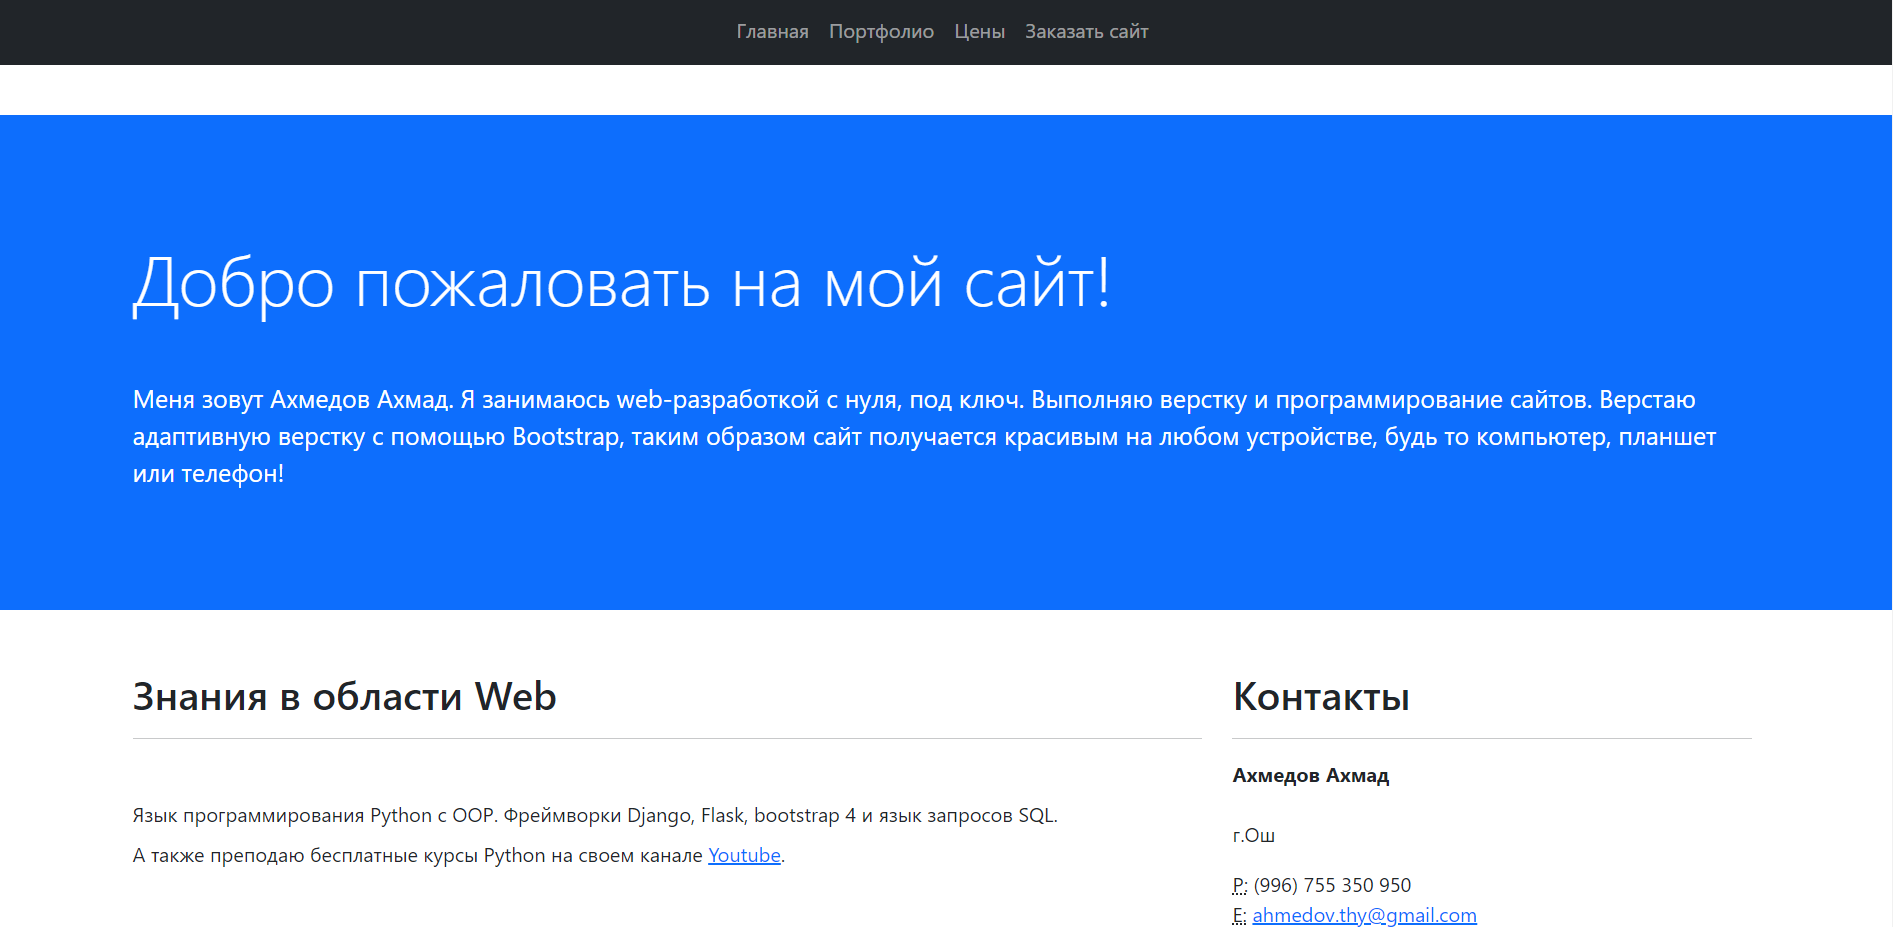 Главная Портфолио Цены Заказать сайт
Добро пожаловать на мой сайт!
Меня зовут Ахмедов Ахмад. Я занимаюсь web-разработкой с нуля, под ключ. Выполняю верстку и программирование сайтов. Верстаю
адаптивную верстку с помощью Bootstrap, таким образом сайт получается красивым на любом устройстве, будь то компьютер, планшет
или телефон!
Знания в области Web
Язык программирования Python с ООР. Фреймворки Django, Flask, bootstrap 4 и язык запросов SQL.
А также преподаю бесплатные курсы Python на своем канале Youtube.
Контакты
Ахмедов Ахмад
г.Ош
P: (996) 755 350 950
E: ahmedov.thy@gmail.com